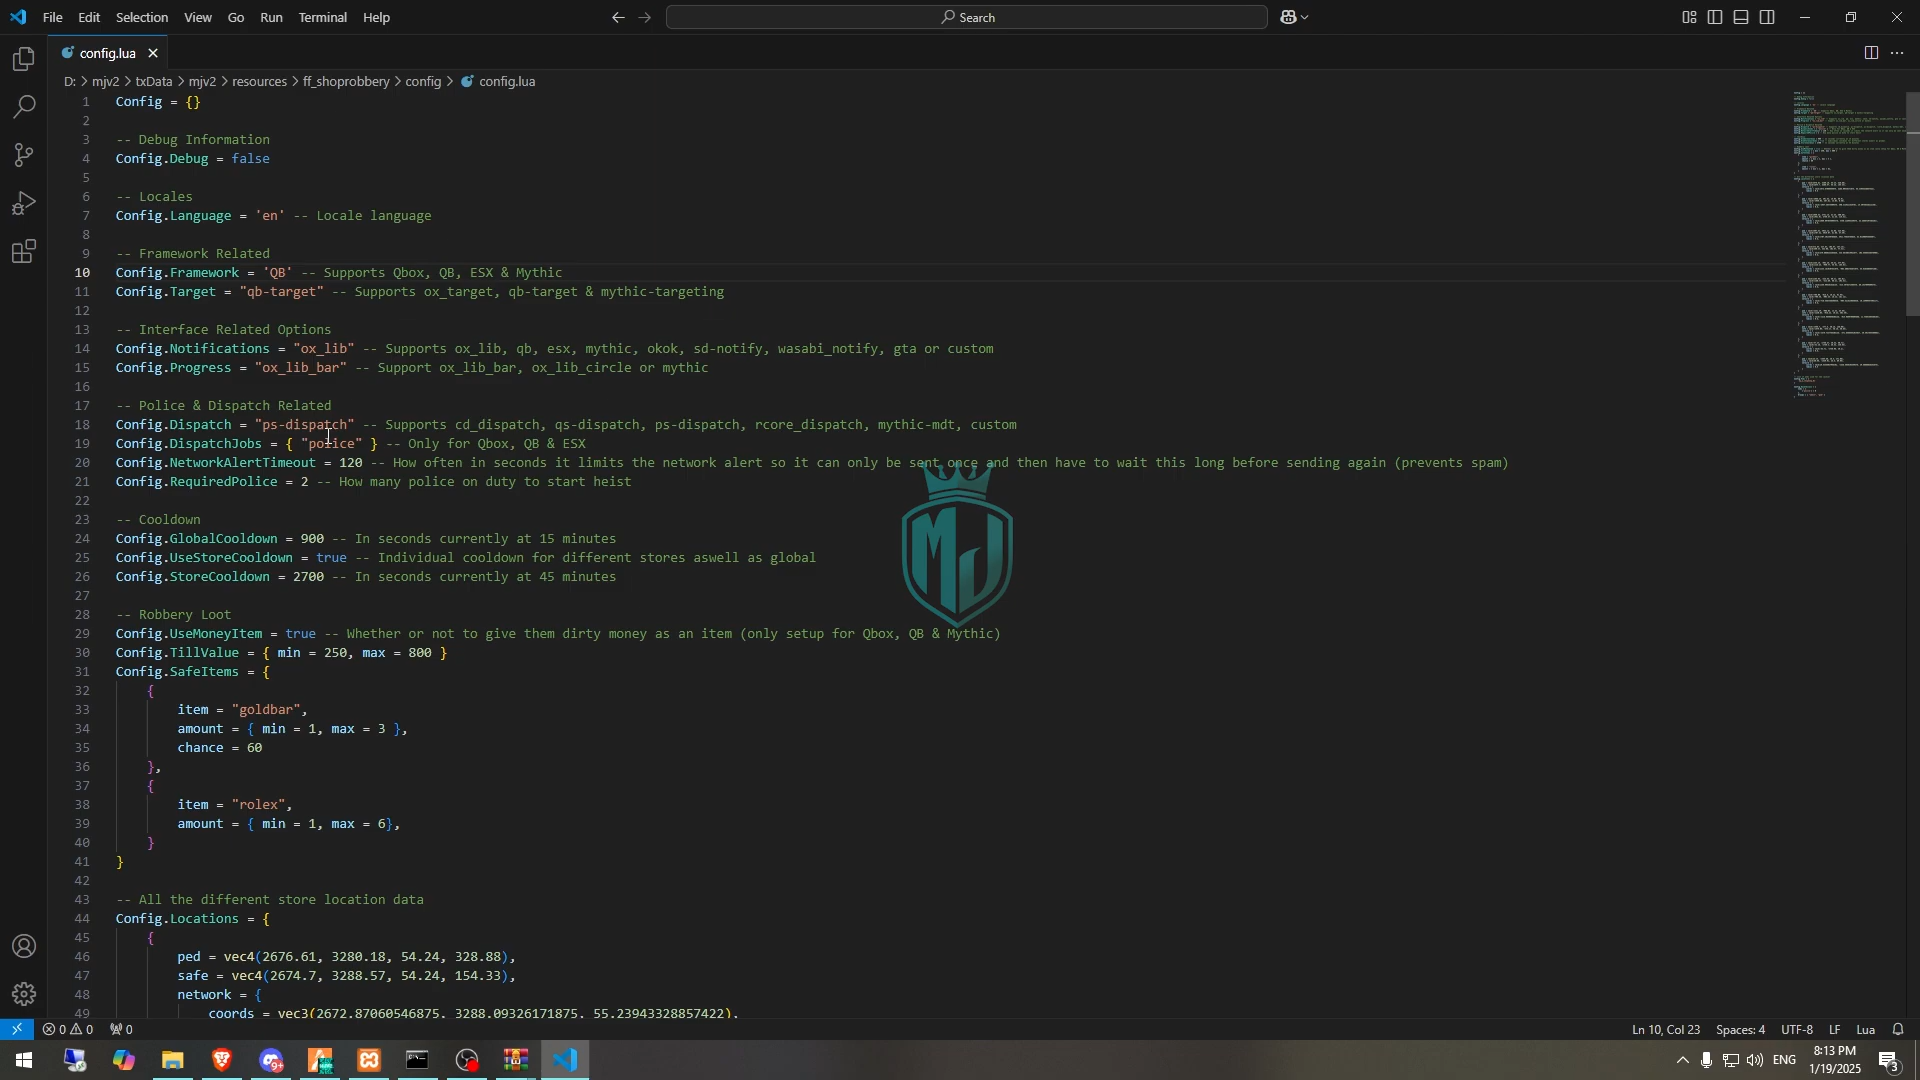 File Edit Selection View Go Run Terminal Help
Search
config.lua
D: > mjv2 > txData > mjv2 > resources > ff_shoprobbery > config > config.lua
1 Config = {}
2
3 -- Debug Information
4 Config.Debug = false
5
6 -- Locales
7 Config.Language = 'en' -- Locale language
8
9 -- Framework Related
10 Config.Framework = 'QB' -- Supports Qbox, QB, ESX & Mythic
11 Config.Target = "qb-target" -- Supports ox_target, qb-target & mythic-targeting
12
13 -- Interface Related Options
14 Config.Notifications = "ox_lib" -- Supports ox_lib, qb, esx, mythic, okok, sd-notify, wasabi_notify, gta or custom
15 Config.Progress = "ox_lib_bar" -- Support ox_lib_bar, ox_lib_circle or mythic
16
17 -- Police & Dispatch Related
18 Config.Dispatch = "ps-dispatch" -- Supports cd_dispatch, qs-dispatch, ps-dispatch, rcore_dispatch, mythic-mdt, custom
19 Config.DispatchJobs = { "police" } -- Only for Qbox, QB & ESX
20 Config.NetworkAlertTimeout = 120 -- How often in seconds it limits the network alert so it can only be sent once and then have to wait this long before sending again (prevents spam)
21 Config.RequiredPolice = 2 -- How many police on duty to start heist
22
23 -- Cooldown
24 Config.GlobalCooldown = 900 -- In seconds currently at 15 minutes
25 Config.UseStoreCooldown = true -- Individual cooldown for different stores aswell as global
26 Config.StoreCooldown = 2700 -- In seconds currently at 45 minutes
27
28 -- Robbery Loot
29 Config.UseMoneyItem = true -- Whether or not to give them dirty money as an item (only setup for Qbox, QB & Mythic)
30 Config.TillValue = { min = 250, max = 800 }
31 Config.SafeItems = {
32 {
33 item = "goldbar",
34 amount = { min = 1, max = 3 },
35 chance = 60
36 },
37 {
38 item = "rolex",
39 amount = { min = 1, max = 6},
40 }
41 }
42
43 -- All the different store location data
44 Config.Locations = {
45 {
46 ped = vec4(2676.61, 3280.18, 54.24, 328.88),
47 safe = vec4(2674.7, 3288.57, 54.24, 154.33),
48 network = {
49 coords = vec3(2672.87060546875, 3288.09326171875, 55.23943328857422),
MJ
0 0 0
Ln 10, Col 23 Spaces: 4 UTF-8 LF Lua
9+
ENG
8:13 PM
1/19/2025
3